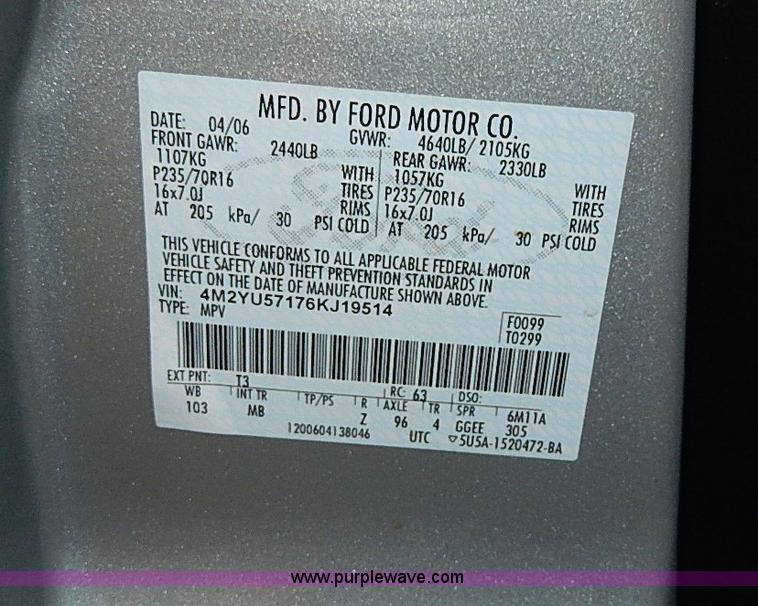 MFD. BY FORD MOTOR CO.
DATE: 04/06 GVWR: 4640LB/ 2105KG
FRONT GAWR: 2440LB REAR GAWR: 2330LB
1107KG WITH 1057KG WITH
P235/70R16 TIRES P235/70R16 TIRES
16x7.0J RIMS 16x7.0J RIMS
AT 205 kPa/ 30 PSI COLD AT 205 kPa/ 30 PSI COLD
THIS VEHICLE CONFORMS TO ALL APPLICABLE FEDERAL MOTOR
VEHICLE SAFETY AND THEFT PREVENTION STANDARDS IN
EFFECT ON THE DATE OF MANUFACTURE SHOWN ABOVE.
VIN: 4M2YU57176KJ19514
TYPE: MPV
F0099
T0299
EXT PNT: T3 RC: 63 DSO:
WB INT TR TP/PS R AXLE TR SPR 6M11A
103 MB Z 96 4 GGEE 305
1200604138046 UTC ▽5U5A-1520472-BA
Ford
www.purplewave.com